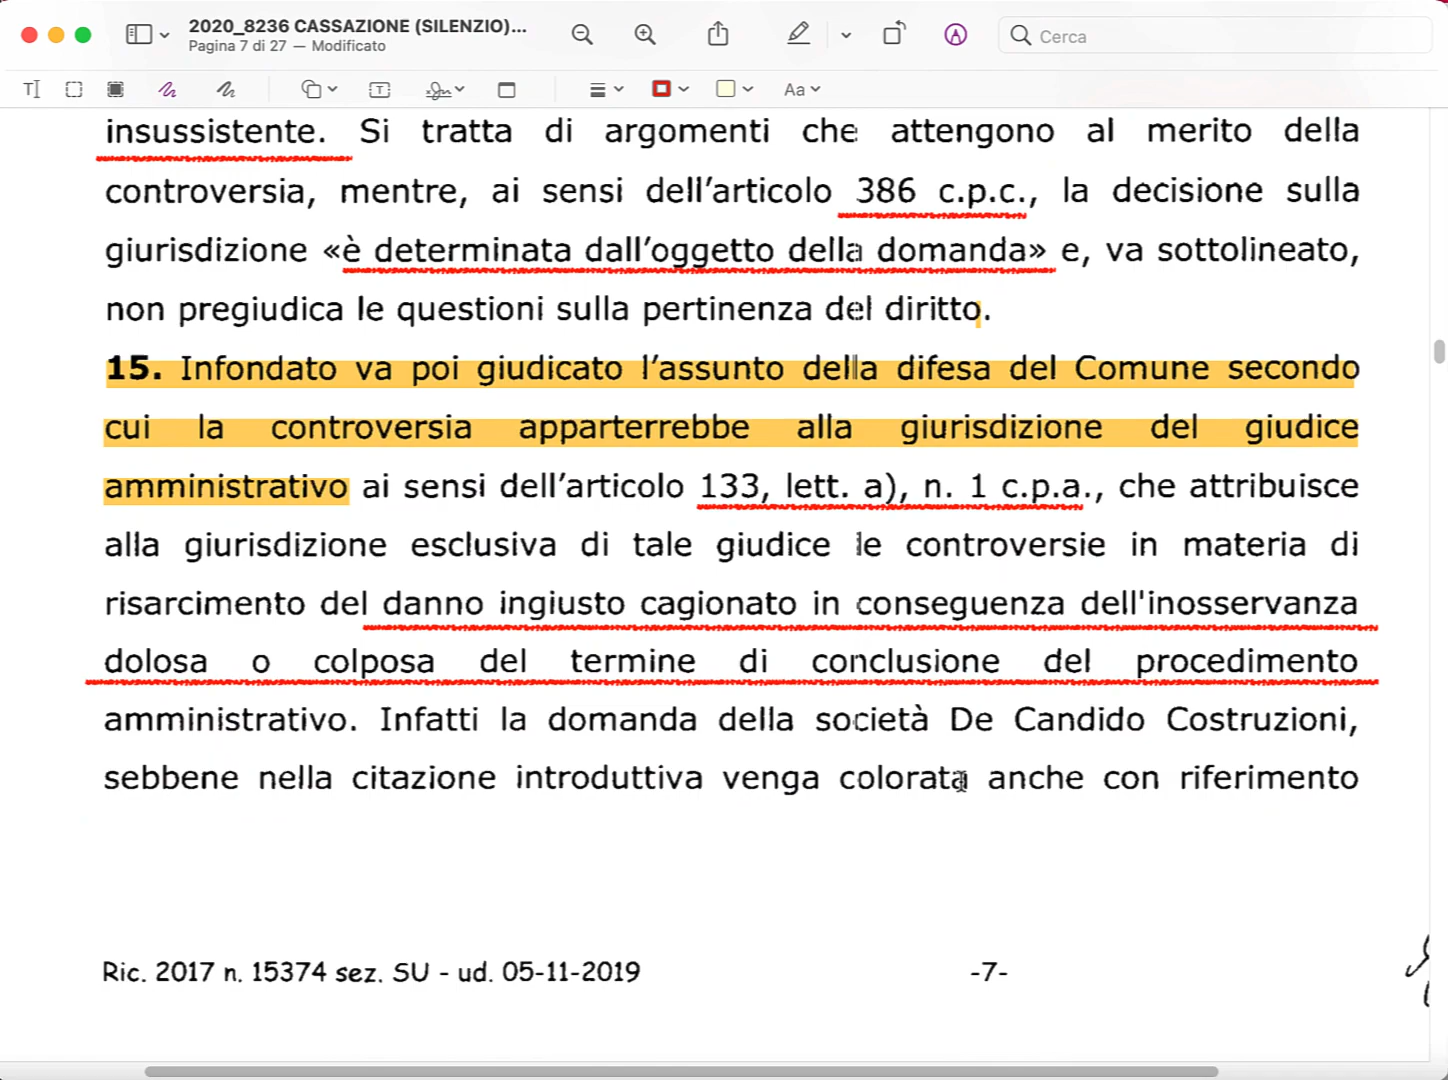 2020_8236 CASSAZIONE (SILENZIO)...
Pagina 7 di 27 — Modificato
Cerca
Aa
insussistente. Si tratta di argomenti che attengono al merito della
controversia, mentre, ai sensi dell’articolo 386 c.p.c., la decisione sulla
giurisdizione «è determinata dall’oggetto della domanda» e, va sottolineato,
non pregiudica le questioni sulla pertinenza del diritto.
15. Infondato va poi giudicato l’assunto della difesa del Comune secondo
cui la controversia apparterrebbe alla giurisdizione del giudice
amministrativo ai sensi dell’articolo 133, lett. a), n. 1 c.p.a., che attribuisce
alla giurisdizione esclusiva di tale giudice le controversie in materia di
risarcimento del danno ingiusto cagionato in conseguenza dell'inosservanza
dolosa o colposa del termine di conclusione del procedimento
amministrativo. Infatti la domanda della società De Candido Costruzioni,
sebbene nella citazione introduttiva venga colorata anche con riferimento
Ric. 2017 n. 15374 sez. SU - ud. 05-11-2019 -7-